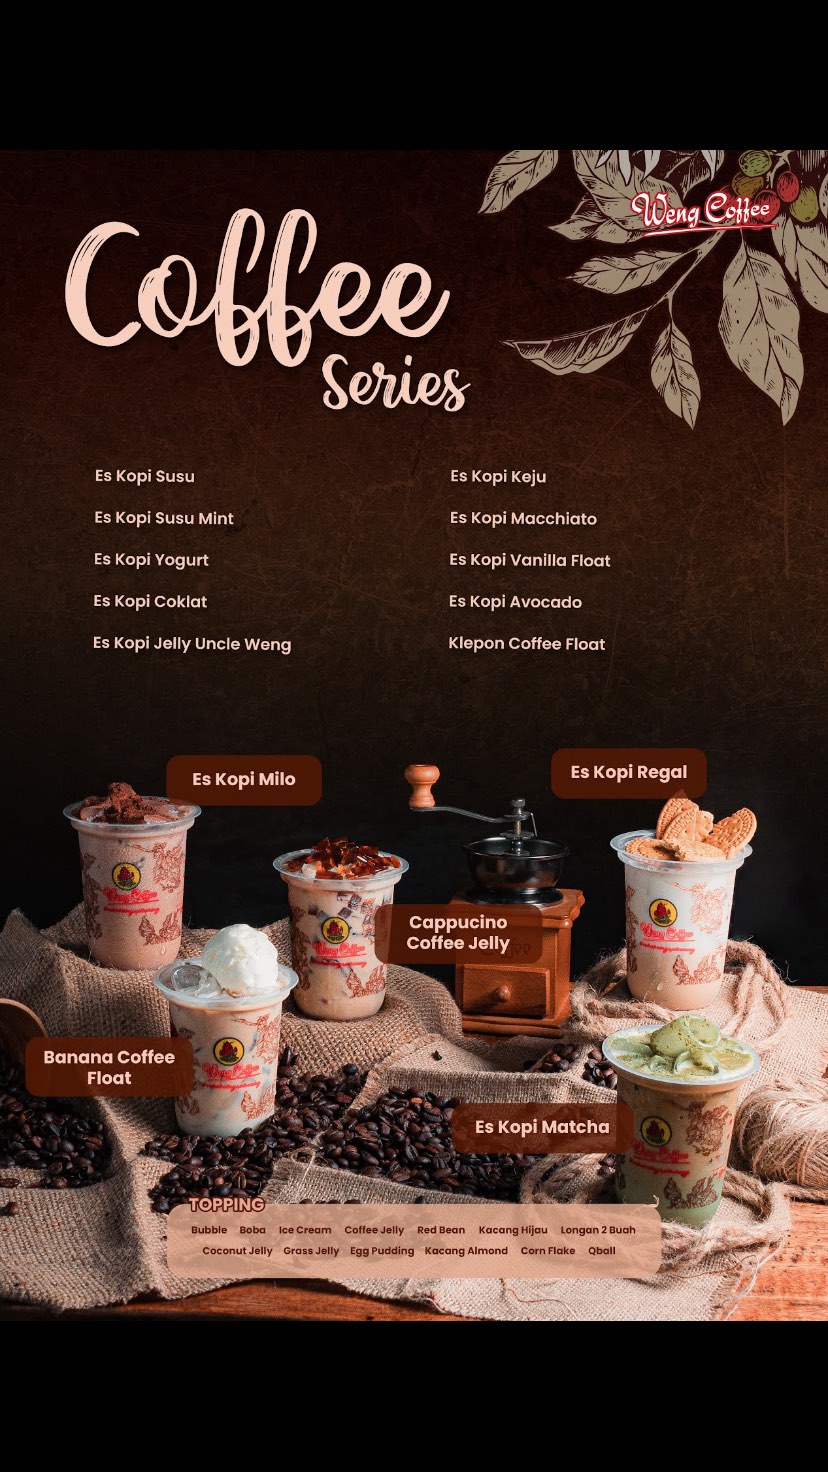 Weng Coffee
Coffee
Series
Es Kopi Susu
Es Kopi Susu Mint
Es Kopi Yogurt
Es Kopi Coklat
Es Kopi Jelly Uncle Weng
Es Kopi Keju
Es Kopi Macchiato
Es Kopi Vanilla Float
Es Kopi Avocado
Klepon Coffee Float
Es Kopi Milo
Es Kopi Regal
Cappucino
Coffee Jelly
Banana Coffee
Float
Es Kopi Matcha
TOPPING
Bubble Boba Ice Cream Coffee Jelly Red Bean Kacang Hijau Longan 2 Buah
Coconut Jelly Grass Jelly Egg Pudding Kacang Almond Corn Flake Qball